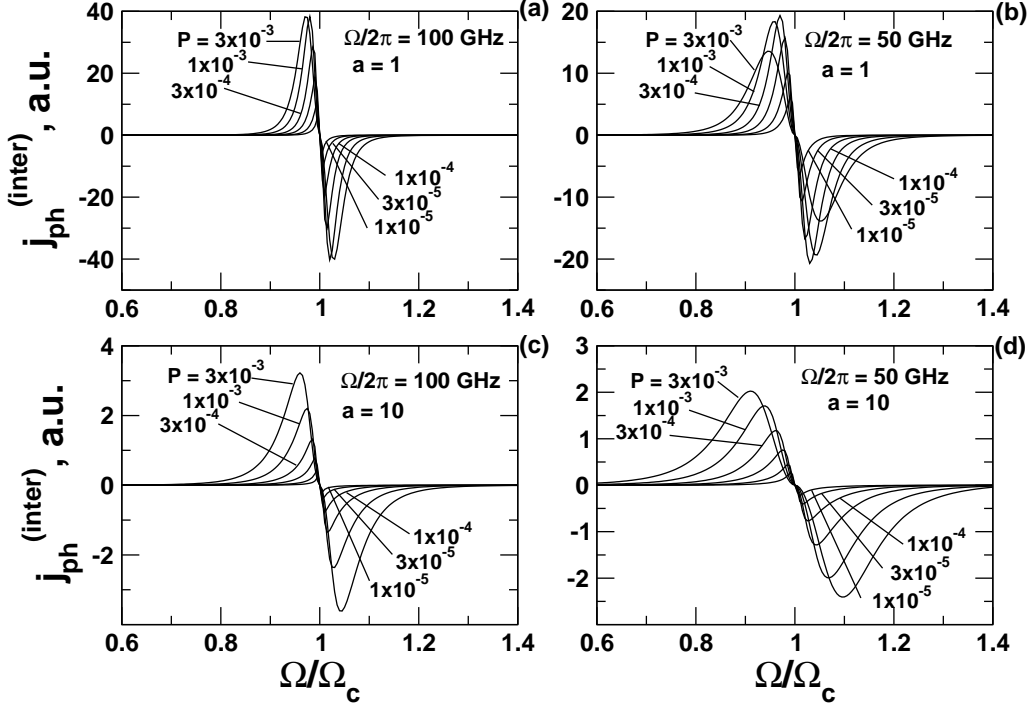 (a)
40
P = 3x10⁻³
Ω/2π = 100 GHz
1x10⁻³
a = 1
20
3x10⁻⁴
0
1x10⁻⁴
-20
3x10⁻⁵
1x10⁻⁵
-40
0.6 0.8 1 1.2 1.4
j_ph^(inter), a.u.
(b)
20
P = 3x10⁻³
Ω/2π = 50 GHz
1x10⁻³
a = 1
10
3x10⁻⁴
0
1x10⁻⁴
-10
3x10⁻⁵
1x10⁻⁵
-20
0.6 0.8 1 1.2 1.4
(c)
4
P = 3x10⁻³
Ω/2π = 100 GHz
1x10⁻³
a = 10
2
3x10⁻⁴
0
1x10⁻⁴
-2
3x10⁻⁵
1x10⁻⁵
0.6 0.8 1 1.2 1.4
j_ph^(inter), a.u.
Ω/Ω_c
(d)
3
P = 3x10⁻³
Ω/2π = 50 GHz
2
1x10⁻³
a = 10
3x10⁻⁴
1
0
1x10⁻⁴
-1
3x10⁻⁵
-2
1x10⁻⁵
0.6 0.8 1 1.2 1.4
Ω/Ω_c